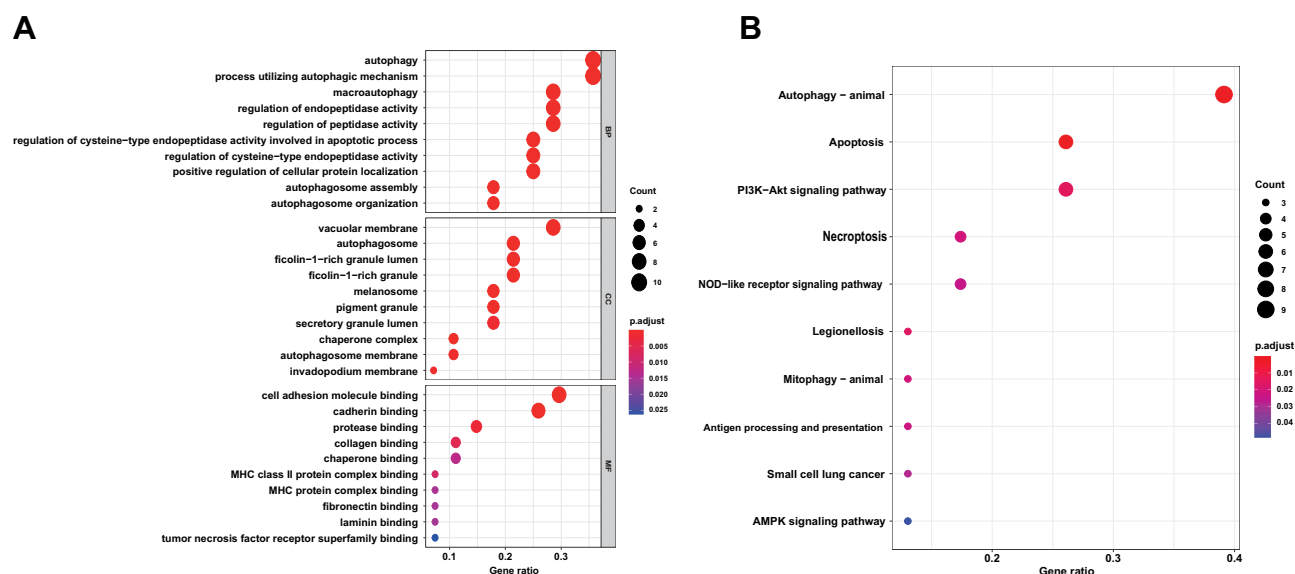 A
autophagy
process utilizing autophagic mechanism
macroautophagy
regulation of endopeptidase activity
regulation of peptidase activity
regulation of cysteine−type endopeptidase activity involved in apoptotic process
regulation of cysteine−type endopeptidase activity
positive regulation of cellular protein localization
autophagosome assembly
autophagosome organization
BP
vacuolar membrane
autophagosome
ficolin−1−rich granule lumen
ficolin−1−rich granule
melanosome
pigment granule
secretory granule lumen
chaperone complex
autophagosome membrane
invadopodium membrane
CC
cell adhesion molecule binding
cadherin binding
protease binding
collagen binding
chaperone binding
MHC class II protein complex binding
MHC protein complex binding
fibronectin binding
laminin binding
tumor necrosis factor receptor superfamily binding
MF
0.1 0.2 0.3
Gene ratio
Count
2
4
6
8
10
p.adjust
0.005
0.010
0.015
0.020
0.025
B
Autophagy − animal
Apoptosis
PI3K−Akt signaling pathway
Necroptosis
NOD−like receptor signaling pathway
Legionellosis
Mitophagy − animal
Antigen processing and presentation
Small cell lung cancer
AMPK signaling pathway
0.2 0.3 0.4
Gene ratio
Count
3
4
5
6
7
8
9
p.adjust
0.01
0.02
0.03
0.04